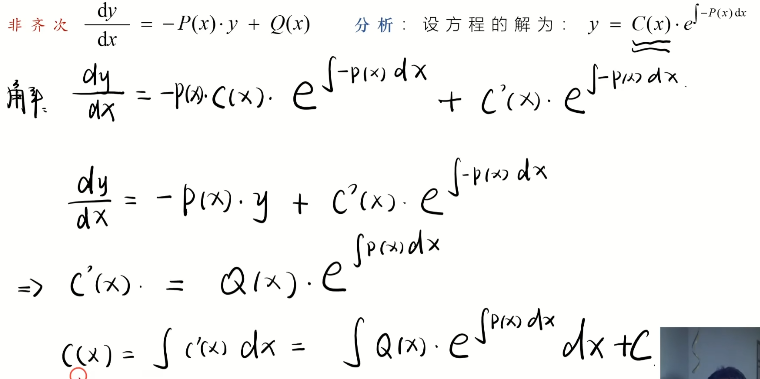 非齐次 dy/dx = -P(x)·y + Q(x) 分析：设方程的解为： y = C(x)·e^{∫-P(x)dx}
解: dy/dx = -P(x)·C(x)· e^{∫-P(x) dx} + C'(x)· e^{∫-P(x) dx}.
dy/dx = -P(x)·y + C'(x)· e^{∫-P(x) dx}
=> C'(x)· = Q(x)· e^{∫P(x) dx}
C(x) = ∫ C'(x) dx = ∫ Q(x)· e^{∫P(x) dx} dx + C.